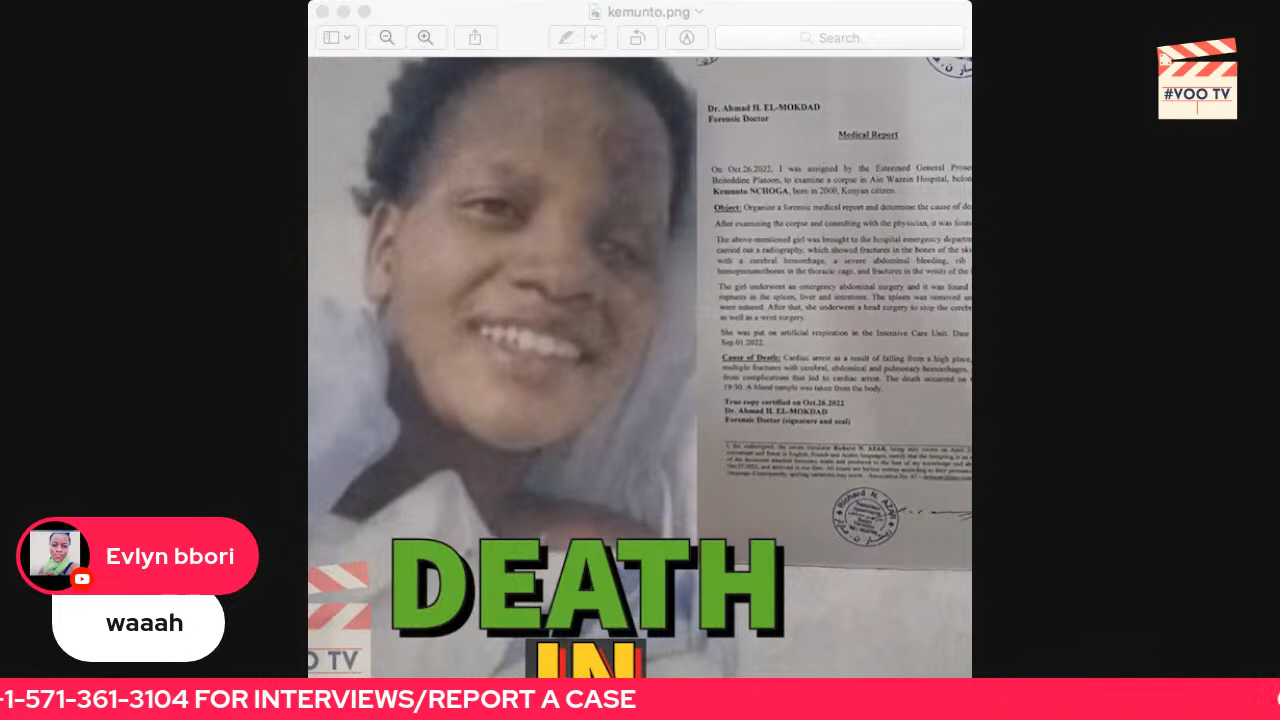 kemunto.png
Search
#VOO TV
Dr. Ahmad H. EL-MOKDAD
Forensic Doctor
Medical Report
On Oct.26.2022, I was assigned by the Esteemed General
Beiteddine Platoon, to examine a corpse in Ain Wazein Hospital,
Kemunto NCHOGA, born in 2000, Kenyan citizen.
Object: Organize a forensic medical report and determine the cause of
After examining the corpse and consulting with the physician, it was
The above-mentioned girl was brought to the hospital emergency
carried out a radiography, which showed fractures in the bones of the
with a cerebral hemorrhage, a severe abdominal bleeding, rib
hemopneumothorax in the thoracic cage, and fractures in the wrists of the
The girl underwent an emergency abdominal surgery and it was found
ruptures in the spleen, liver and intestines. The spleen was removed
were sutured. After that, she underwent a head surgery to stop the
as well as a wrist surgery.
She was put on artificial respiration in the Intensive Care Unit. Date
Sep 01.2022.
Cause of Death: Cardiac arrest as a result of falling from a high place,
multiple fractures with cerebral, abdominal and pulmonary hemorrhages,
from complications that led to cardiac arrest. The death occurred on
19:30. A blood sample was taken from the body.
True copy certified on Oct.26.2022
Dr. Ahmad H. EL-MOKDAD
Forensic Doctor (signature and seal)
Richard N. AZAR
DEATH
IN
O TV
Evlyn bbori
waaah
-1-571-361-3104 FOR INTERVIEWS/REPORT A CASE